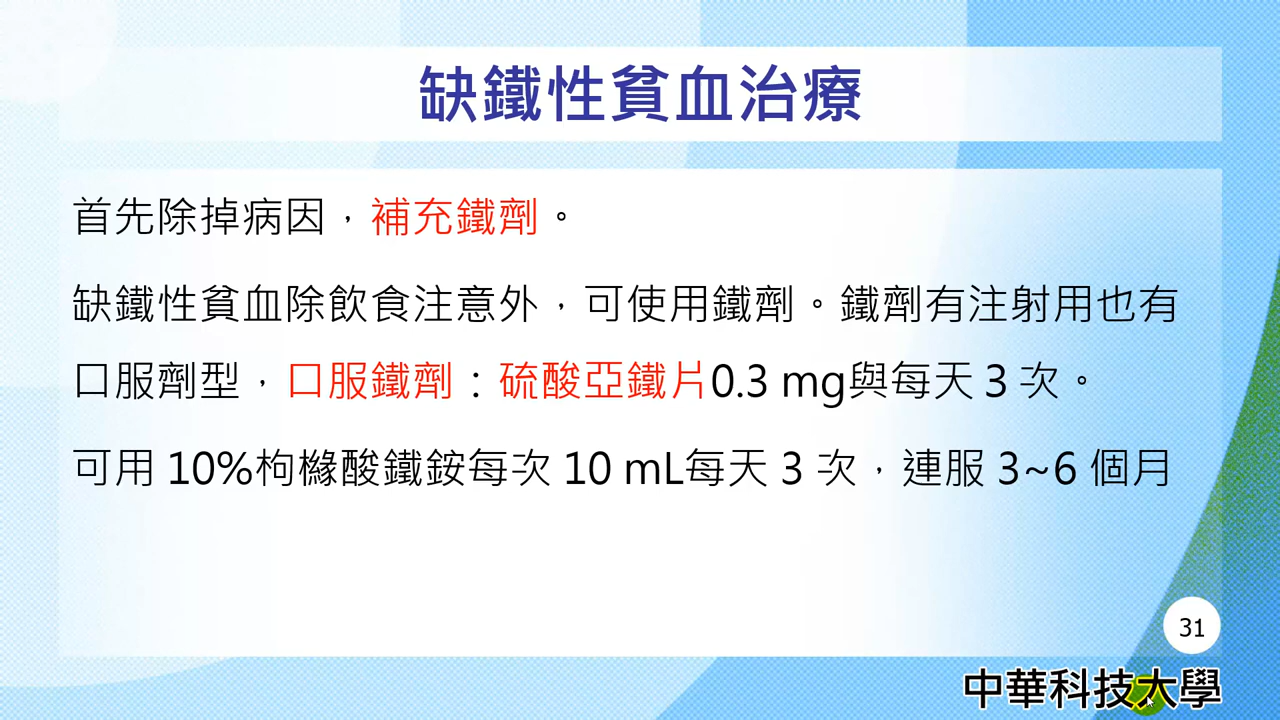 缺鐵性貧血治療
首先除掉病因，補充鐵劑。
缺鐵性貧血除飲食注意外，可使用鐵劑。鐵劑有注射用也有
口服劑型，口服鐵劑：硫酸亞鐵片0.3 mg與每天 3 次。
可用 10%枸櫞酸鐵銨每次 10 mL每天 3 次，連服 3~6 個月
31
中華科技大學